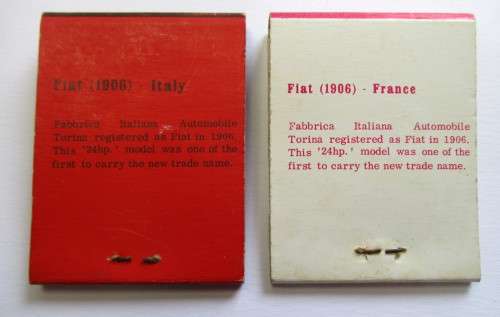 Fiat (1906) - Italy
Fabbrica Italiana Automobile
Torina registered as Fiat in 1906.
This '24hp.' model was one of the
first to carry the new trade name.
Fiat (1906) - France
Fabbrica Italiana Automobile
Torina registered as Fiat in 1906.
This '24hp.' model was one of the
first to carry the new trade name.